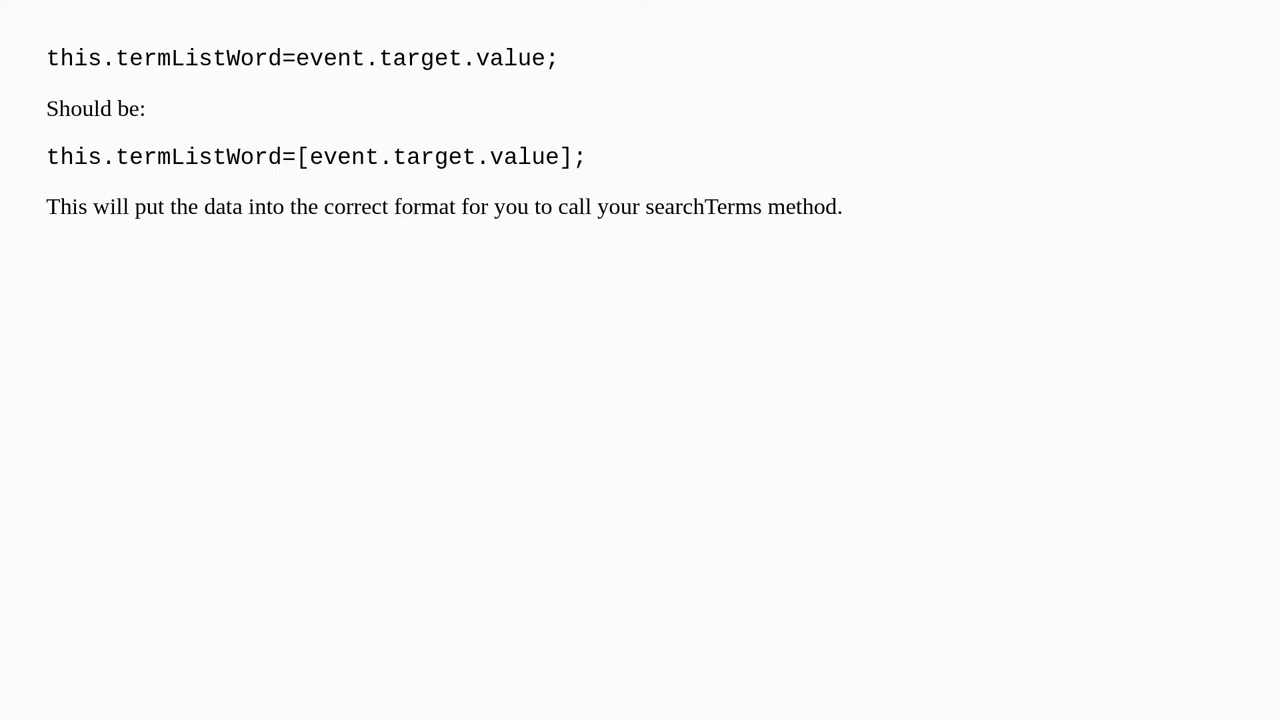 this.termListWord=event.target.value;
Should be:
this.termListWord=[event.target.value];
This will put the data into the correct format for you to call your searchTerms method.